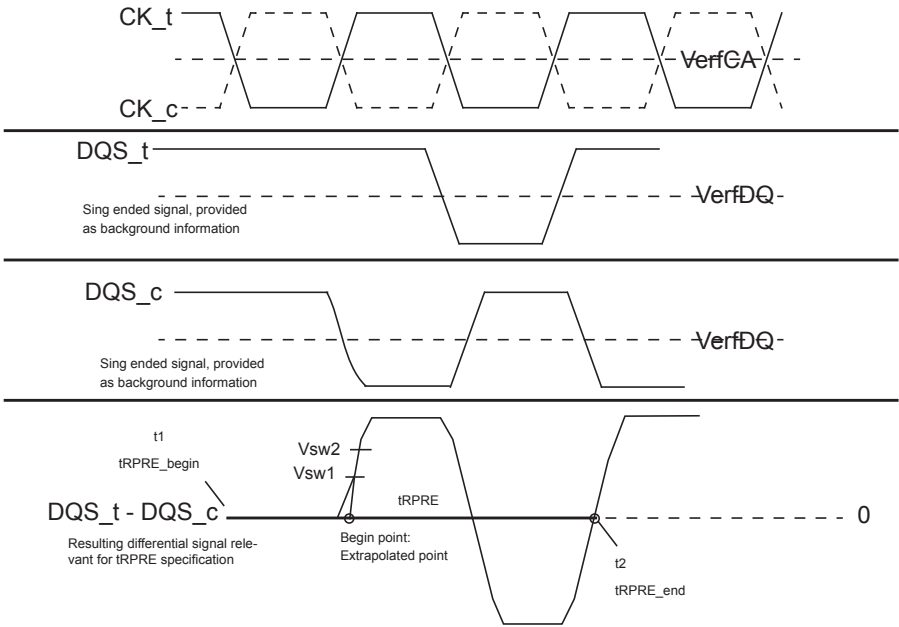 CK_t
VerfCA
CK_c
DQS_t
VerfDQ
Sing ended signal, provided
as background information
DQS_c
VerfDQ
Sing ended signal, provided
as background information
t1
tRPRE_begin
Vsw2
Vsw1
tRPRE
DQS_t - DQS_c
0
Resulting differential signal rele-
vant for tRPRE specification
Begin point:
Extrapolated point
t2
tRPRE_end